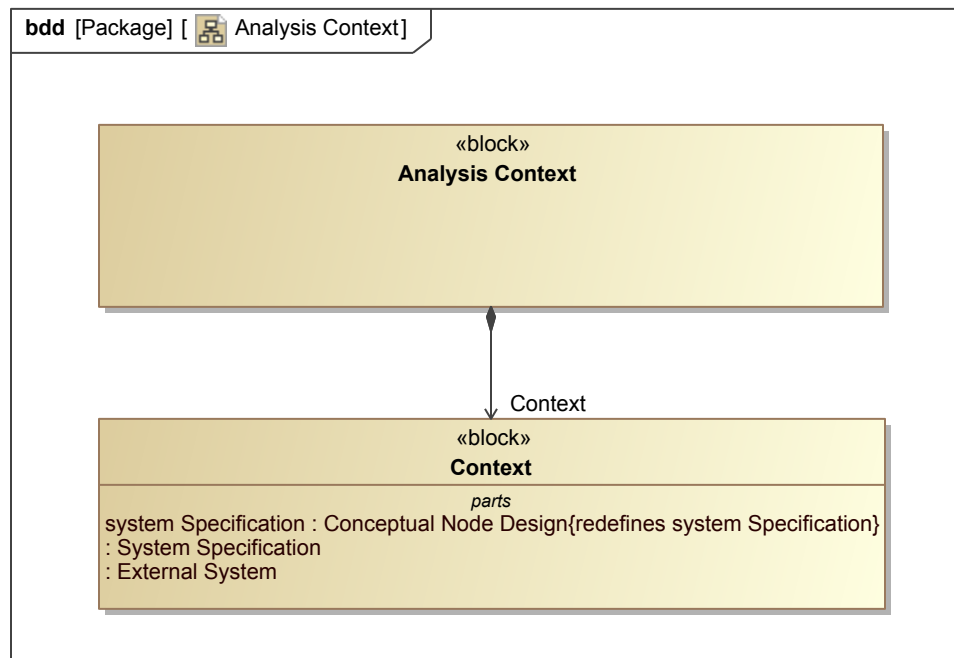 bdd [Package] [ Analysis Context]
«block»
Analysis Context
Context
«block»
Context
parts
system Specification : Conceptual Node Design{redefines system Specification}
: System Specification
: External System